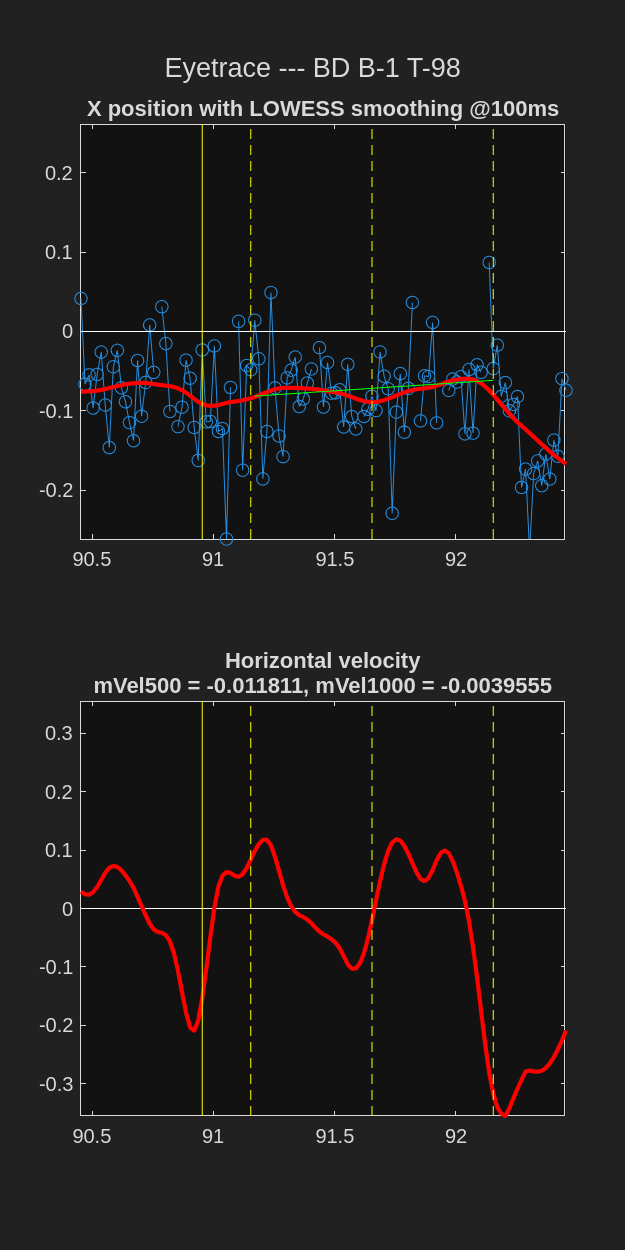 Eyetrace --- BD B-1 T-98
X position with LOWESS smoothing @100ms
0.2
0.1
0
-0.1
-0.2
90.5 91 91.5 92
Horizontal velocity
mVel500 = -0.011811, mVel1000 = -0.0039555
0.3
0.2
0.1
0
-0.1
-0.2
-0.3
90.5 91 91.5 92